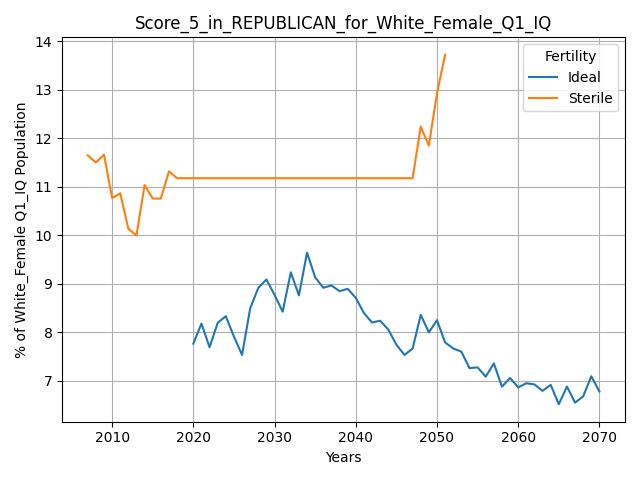 Score_5_in_REPUBLICAN_for_White_Female_Q1_IQ
% of White_Female Q1_IQ Population
14
13
12
11
10
9
8
7
Fertility
Ideal
Sterile
2010 2020 2030 2040 2050 2060 2070
Years